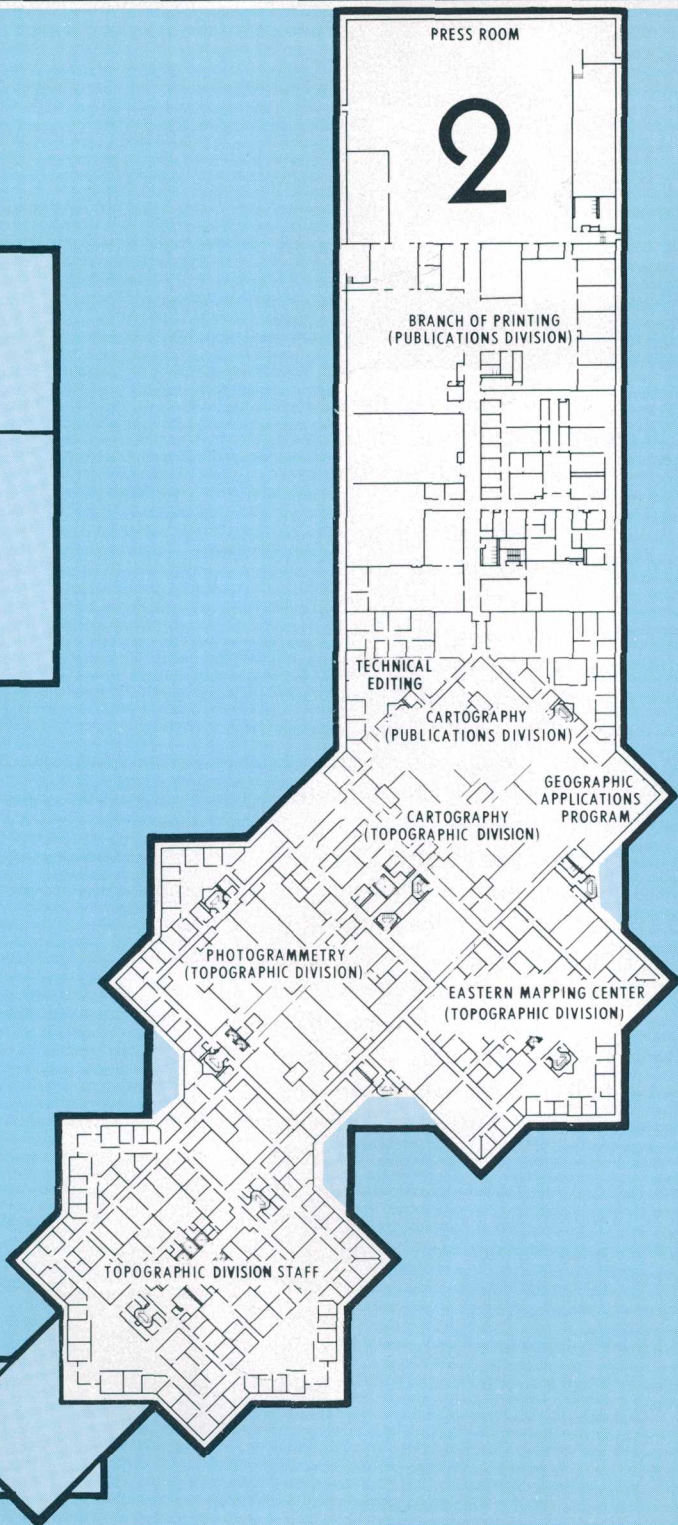 PRESS ROOM
2
BRANCH OF PRINTING
(PUBLICATIONS DIVISION)
TECHNICAL
EDITING
CARTOGRAPHY
(PUBLICATIONS DIVISION)
GEOGRAPHIC
APPLICATIONS
PROGRAM
CARTOGRAPHY
(TOPOGRAPHIC DIVISION)
PHOTOGRAMMETRY
(TOPOGRAPHIC DIVISION)
EASTERN MAPPING CENTER
(TOPOGRAPHIC DIVISION)
TOPOGRAPHIC DIVISION STAFF